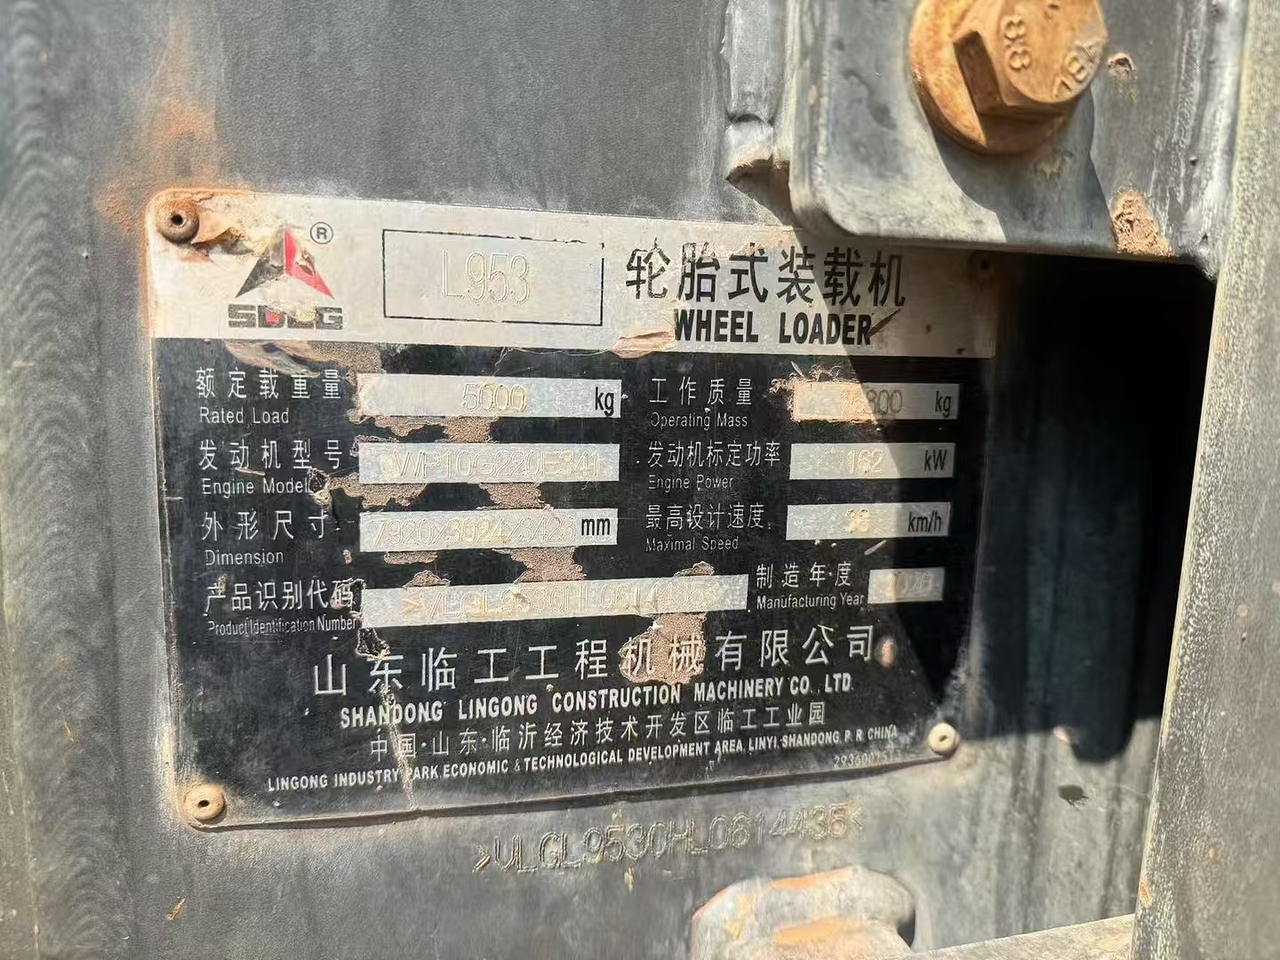 88
®
SDLG
L953
轮胎式装载机
WHEEL LOADER
额定载重量 5000 kg
Rated Load
工作质量 kg
Operating Mass
发动机型号
Engine Model
发动机标定功率 162 kW
Engine Power
外形尺寸 mm
Dimension
最高设计速度 km/h
Maximal Speed
产品识别代码
Product Identification Number
制造年度
Manufacturing Year
山东临工工程机械有限公司
SHANDONG LINGONG CONSTRUCTION MACHINERY CO., LTD.
中国·山东·临沂经济技术开发区临工工业园
LINGONG INDUSTRY PARK ECONOMIC & TECHNOLOGICAL DEVELOPMENT AREA, LINYI, SHANDONG, P. R. CHINA